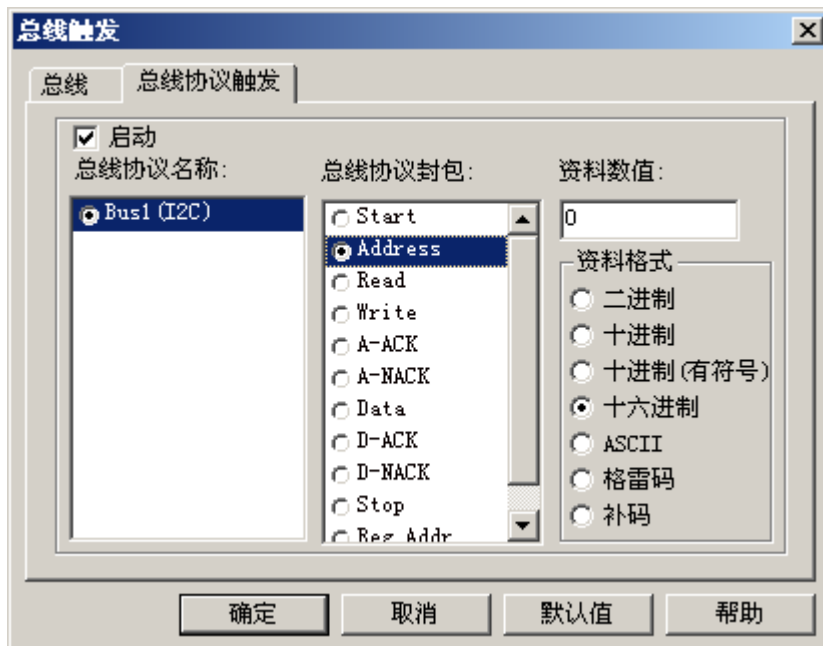 总线触发
总线 总线协议触发
启动
总线协议名称: 总线协议封包: 资料数值:
Bus1(I2C)
Start
Address
Read
Write
A-ACK
A-NACK
Data
D-ACK
D-NACK
Stop
Reg Addr
0
资料格式
二进制
十进制
十进制(有符号)
十六进制
ASCII
格雷码
补码
确定 取消 默认值 帮助